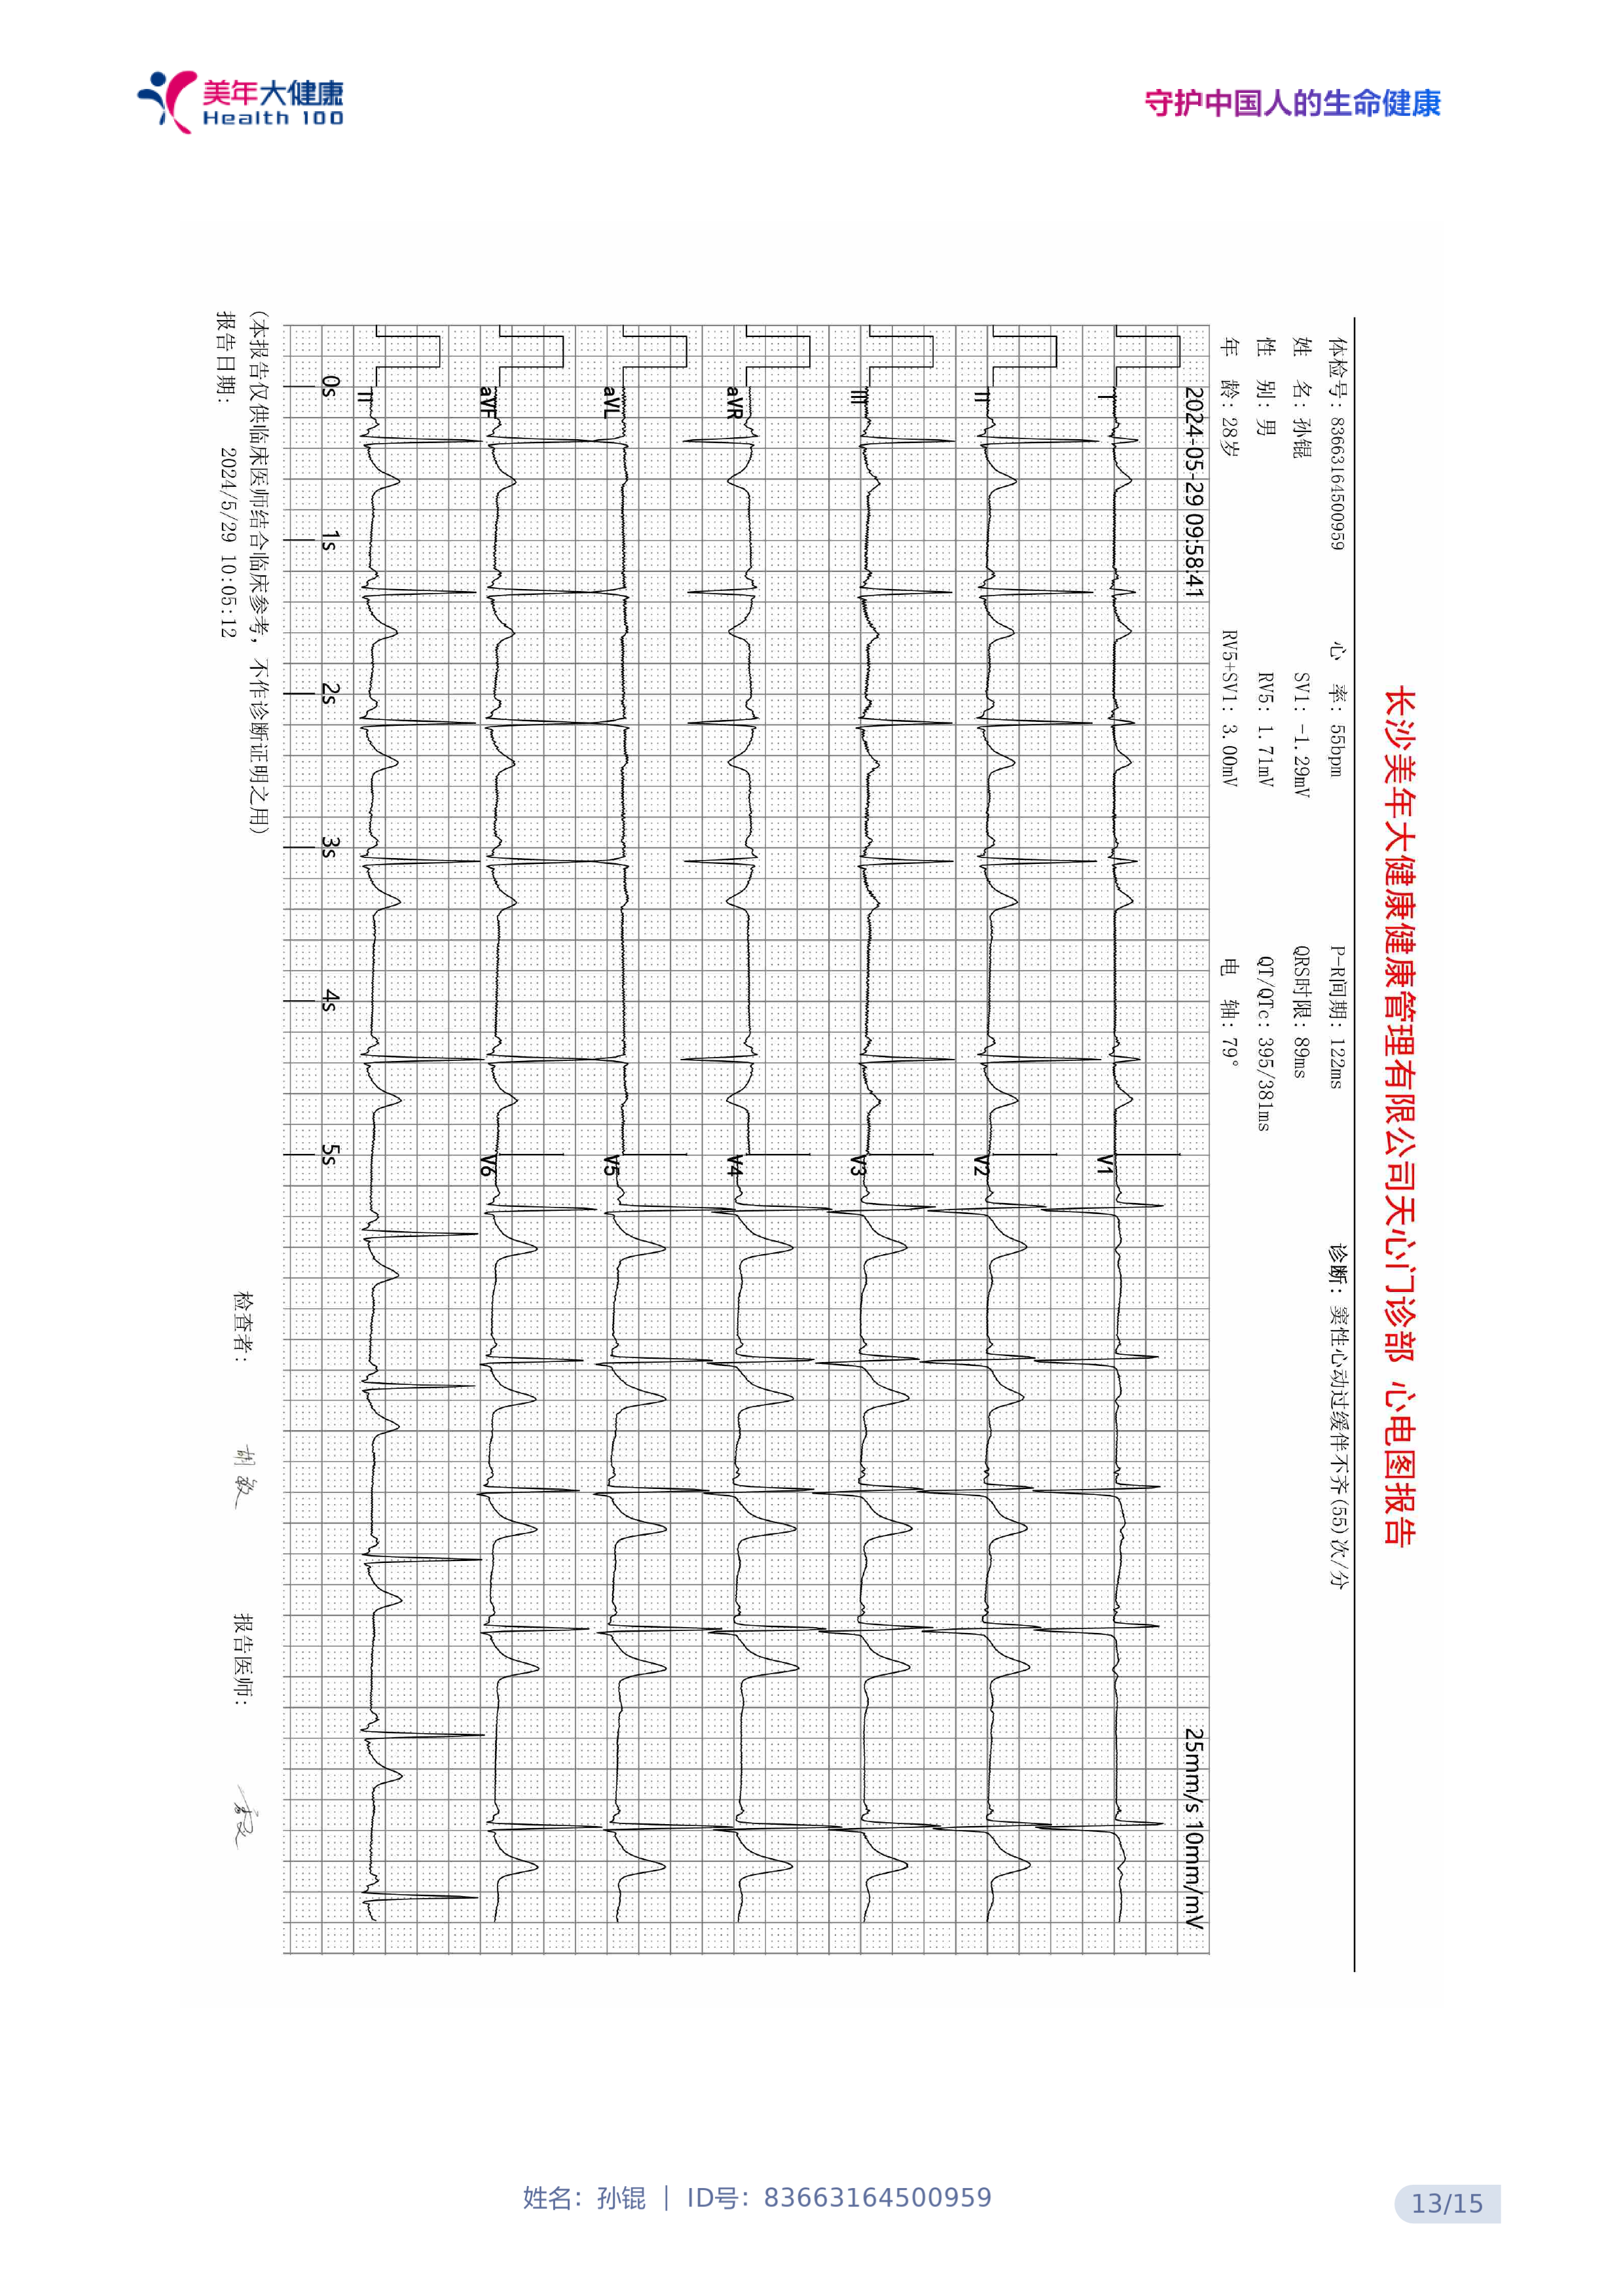 美年大健康
Health 100
守护中国人的生命健康
长沙美年大健康健康管理有限公司天心门诊部 心电图报告
体检号: 83663164500959 心 率: 55bpm P-R间期: 122ms 诊断: 窦性心动过缓伴不齐(55)次/分
姓 名: 孙锟 SV1: -1.29mV QRS时限: 89ms
性 别: 男 RV5: 1.71mV QT/QTc: 395/381ms
年 龄: 28岁 RV5+SV1: 3.00mV 电 轴: 79°
2024-05-29 09:58:41 25mm/s 10mm/mV
I V1
II V2
III V3
aVR V4
aVL V5
aVF V6
II
0s 1s 2s 3s 4s 5s
(本报告仅供临床医师结合临床参考, 不作诊断证明之用)
检查者: 胡敏 报告医师:
报告日期: 2024/5/29 10:05:12
姓名: 孙锟 | ID号: 83663164500959
13/15